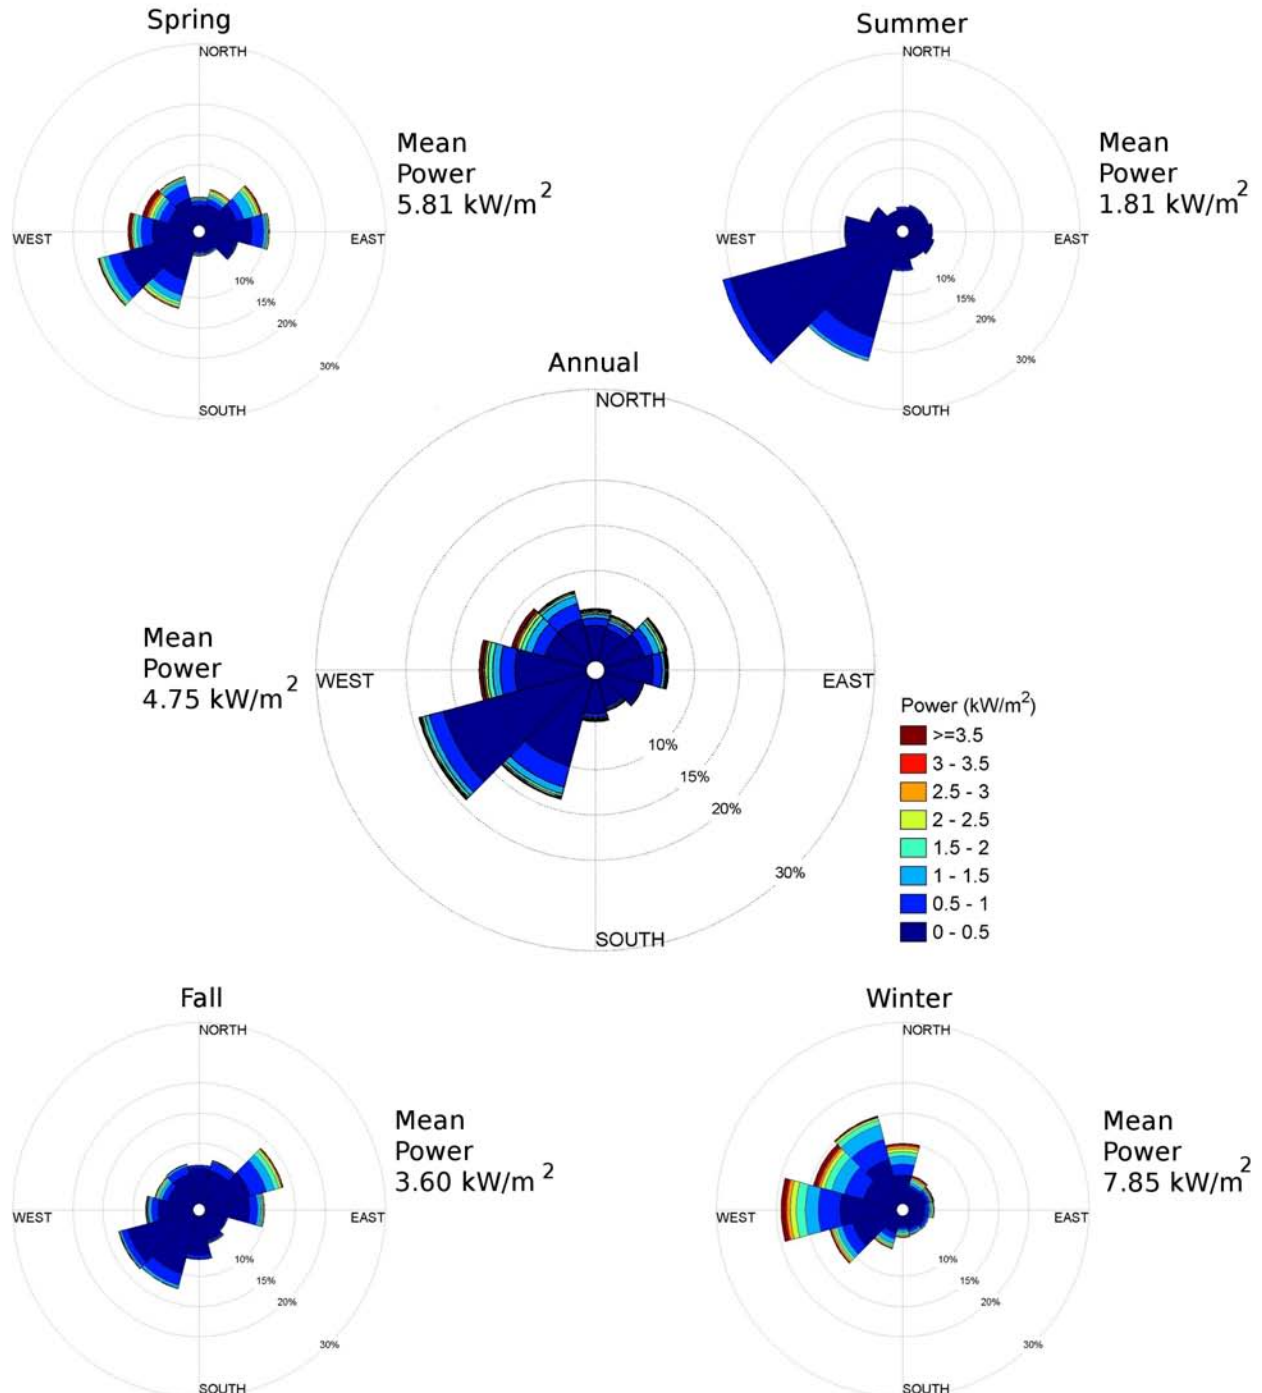 Spring
NORTH
Mean
Power
5.81 kW/m2
WEST
EAST
10%
15%
20%
30%
SOUTH
Summer
NORTH
Mean
Power
1.81 kW/m2
WEST
EAST
10%
15%
20%
30%
SOUTH
Annual
NORTH
Mean
Power
4.75 kW/m2
WEST
EAST
10%
15%
20%
30%
SOUTH
Power (kW/m2)
>=3.5
3 - 3.5
2.5 - 3
2 - 2.5
1.5 - 2
1 - 1.5
0.5 - 1
0 - 0.5
Fall
NORTH
Mean
Power
3.60 kW/m2
WEST
EAST
10%
15%
20%
30%
SOUTH
Winter
NORTH
Mean
Power
7.85 kW/m2
WEST
EAST
10%
15%
20%
30%
SOUTH